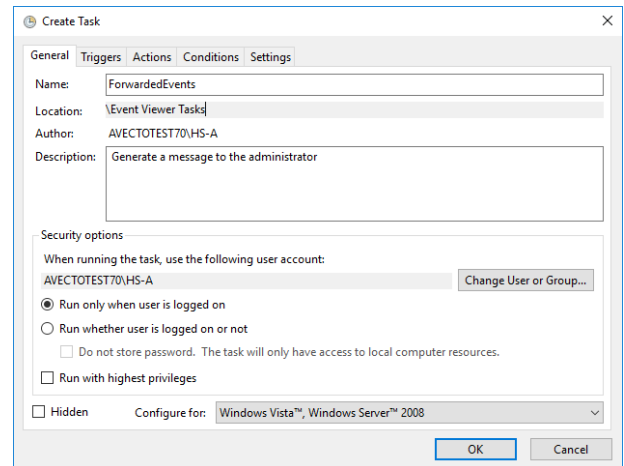 Create Task
General Triggers Actions Conditions Settings
Name: ForwardedEvents
Location: \Event Viewer Tasks
Author: AVECTOTEST70\HS-A
Description: Generate a message to the administrator
Security options
When running the task, use the following user account:
AVECTOTEST70\HS-A Change User or Group...
Run only when user is logged on
Run whether user is logged on or not
Do not store password. The task will only have access to local computer resources.
Run with highest privileges
Hidden Configure for: Windows Vista™, Windows Server™ 2008
OK Cancel